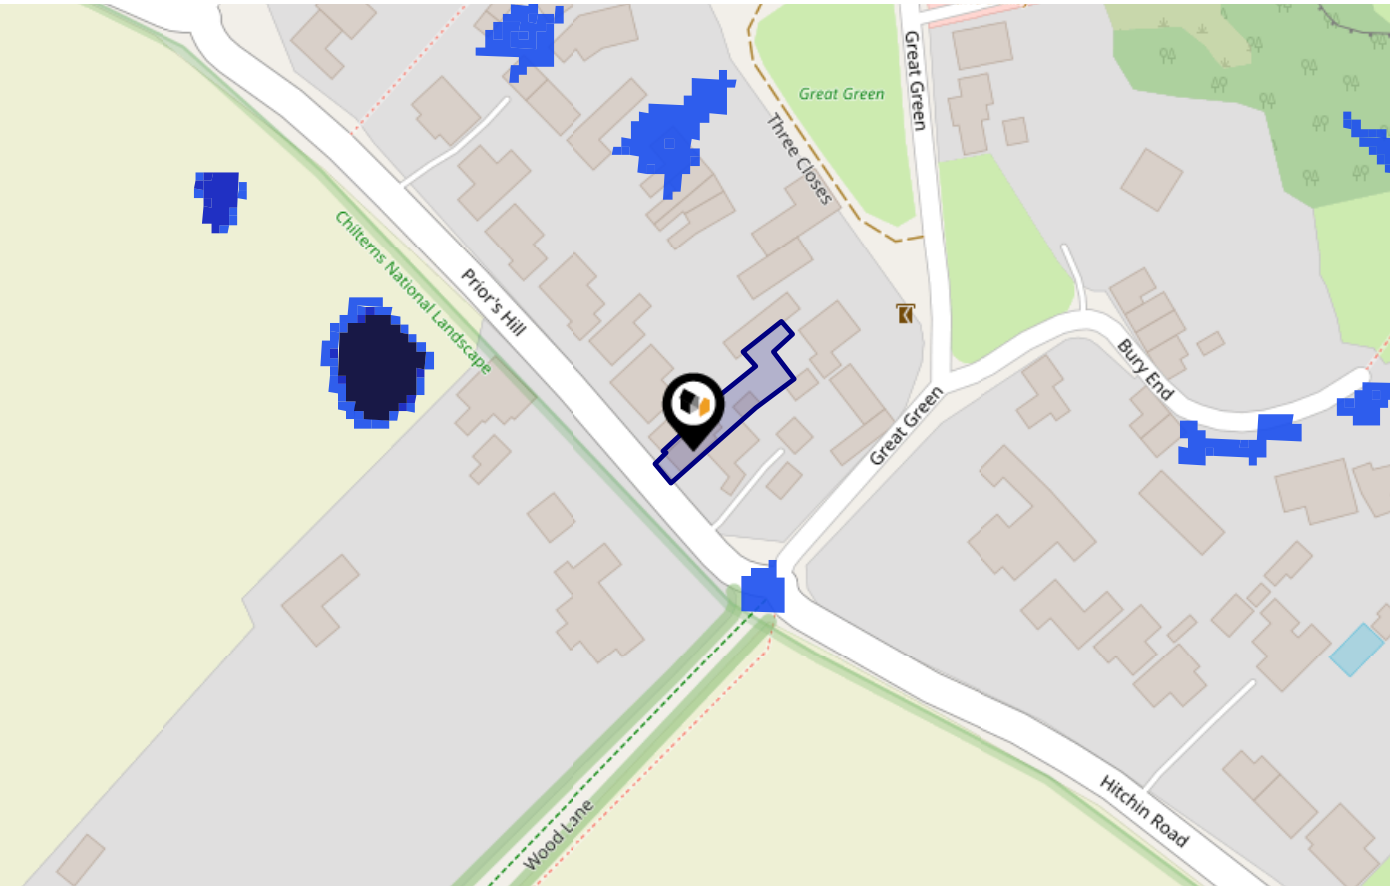 Great Green
Great Green
Three Closes
Chilterns National Landscape
Prior's Hill
Bury End
Great Green
Wood Lane
Hitchin Road